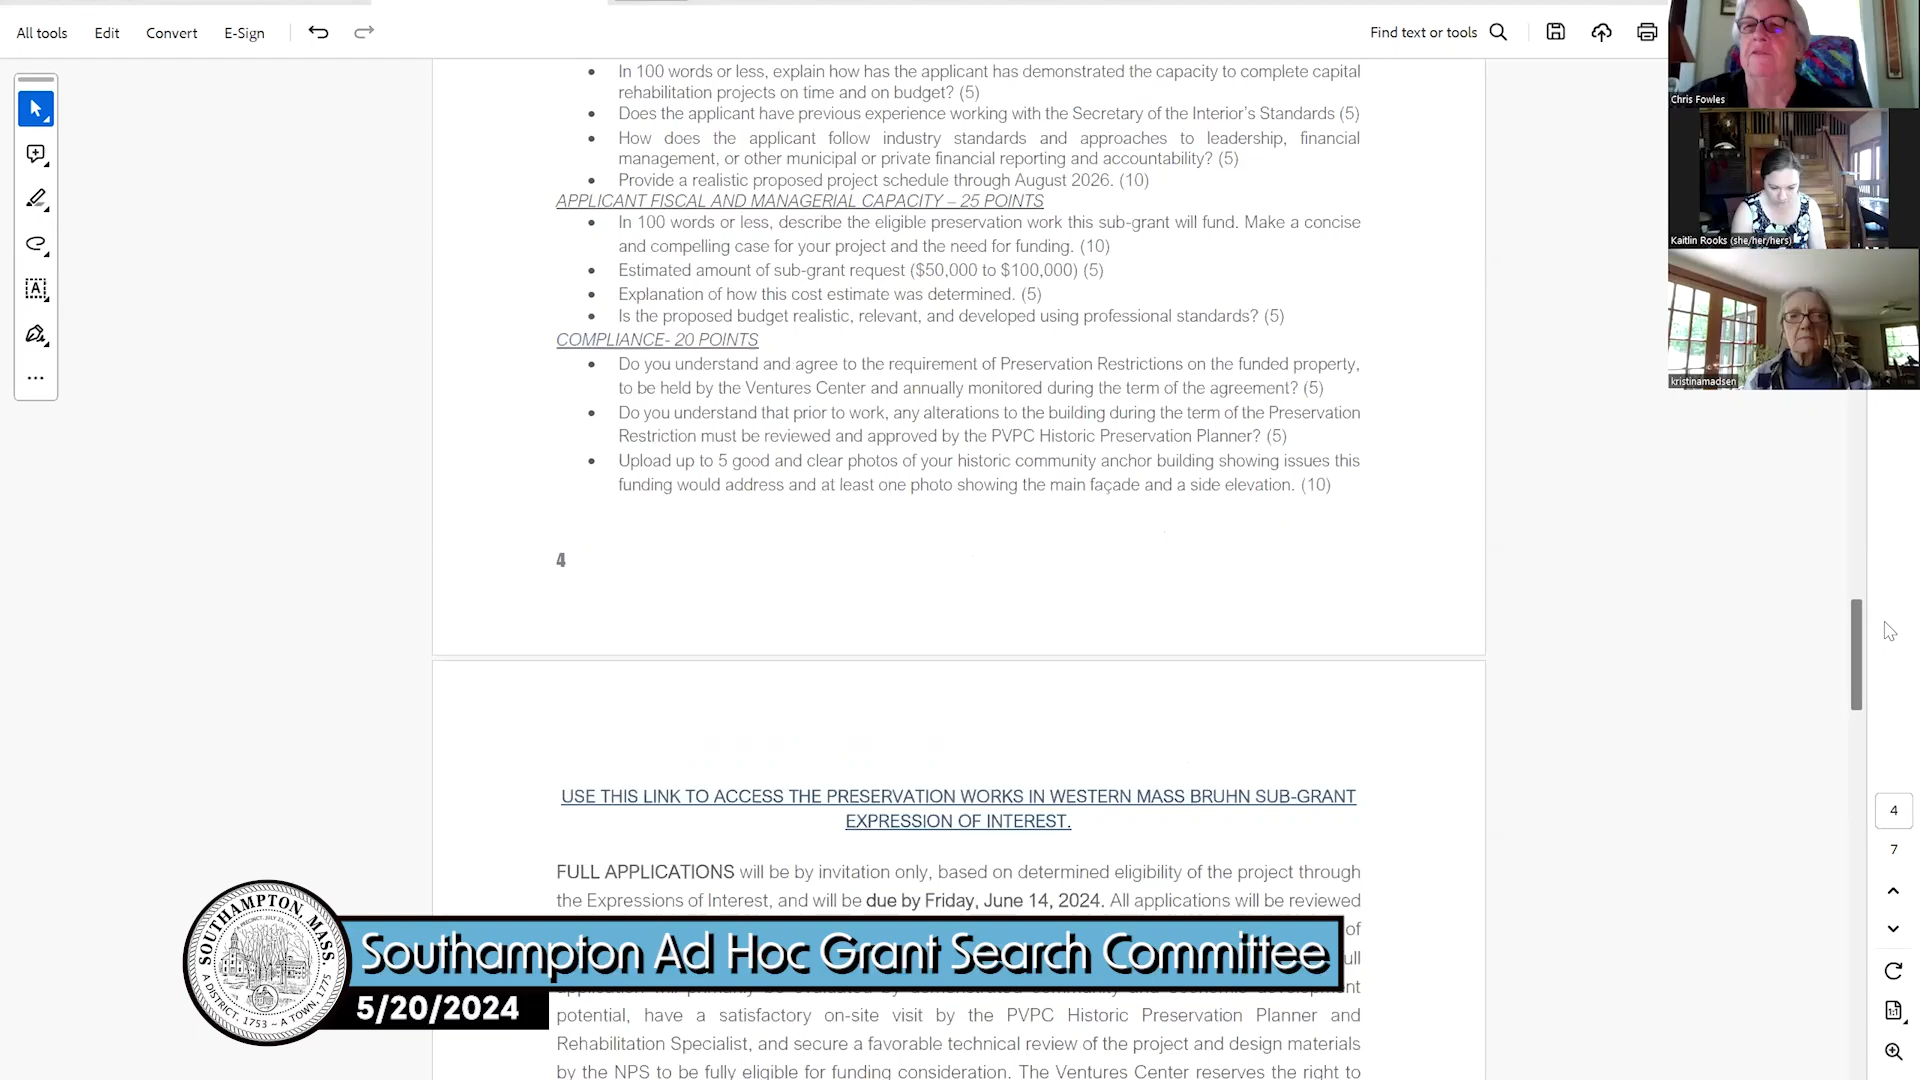 All tools Edit Convert E-Sign Find text or tools
In 100 words or less, explain how has the applicant has demonstrated the capacity to complete capital
rehabilitation projects on time and on budget? (5)
Does the applicant have previous experience working with the Secretary of the Interior's Standards (5)
How does the applicant follow industry standards and approaches to leadership, financial
management, or other municipal or private financial reporting and accountability? (5)
Provide a realistic proposed project schedule through August 2026. (10)
APPLICANT FISCAL AND MANAGERIAL CAPACITY – 25 POINTS
In 100 words or less, describe the eligible preservation work this sub-grant will fund. Make a concise
and compelling case for your project and the need for funding. (10)
Estimated amount of sub-grant request ($50,000 to $100,000) (5)
Explanation of how this cost estimate was determined. (5)
Is the proposed budget realistic, relevant, and developed using professional standards? (5)
COMPLIANCE- 20 POINTS
Do you understand and agree to the requirement of Preservation Restrictions on the funded property,
to be held by the Ventures Center and annually monitored during the term of the agreement? (5)
Do you understand that prior to work, any alterations to the building during the term of the Preservation
Restriction must be reviewed and approved by the PVPC Historic Preservation Planner? (5)
Upload up to 5 good and clear photos of your historic community anchor building showing issues this
funding would address and at least one photo showing the main façade and a side elevation. (10)
4
USE THIS LINK TO ACCESS THE PRESERVATION WORKS IN WESTERN MASS BRUHN SUB-GRANT
EXPRESSION OF INTEREST.
FULL APPLICATIONS will be by invitation only, based on determined eligibility of the project through
the Expressions of Interest, and will be due by Friday, June 14, 2024. All applications will be reviewed
of
potential, have a satisfactory on-site visit by the PVPC Historic Preservation Planner and
Rehabilitation Specialist, and secure a favorable technical review of the project and design materials
by the NPS to be fully eligible for funding consideration. The Ventures Center reserves the right to
Chris Fowles
Kaitlin Rooks (she/her/hers)
kristinamadsen
4
7
SOUTHAMPTON, MASS.
A DISTRICT, 1753 ~ A TOWN, 1775
Southampton Ad Hoc Grant Search Committee
5/20/2024